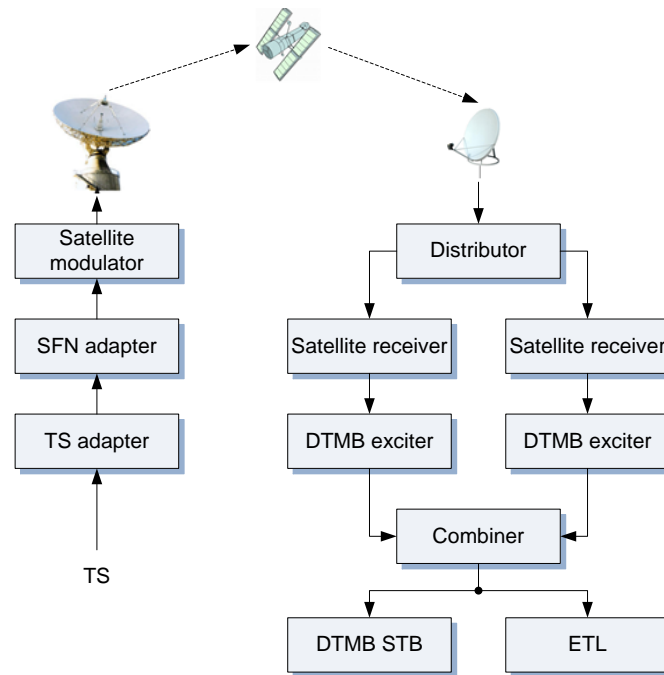 Satellite
modulator
SFN adapter
TS adapter
TS
Distributor
Satellite receiver
Satellite receiver
DTMB exciter
DTMB exciter
Combiner
DTMB STB
ETL